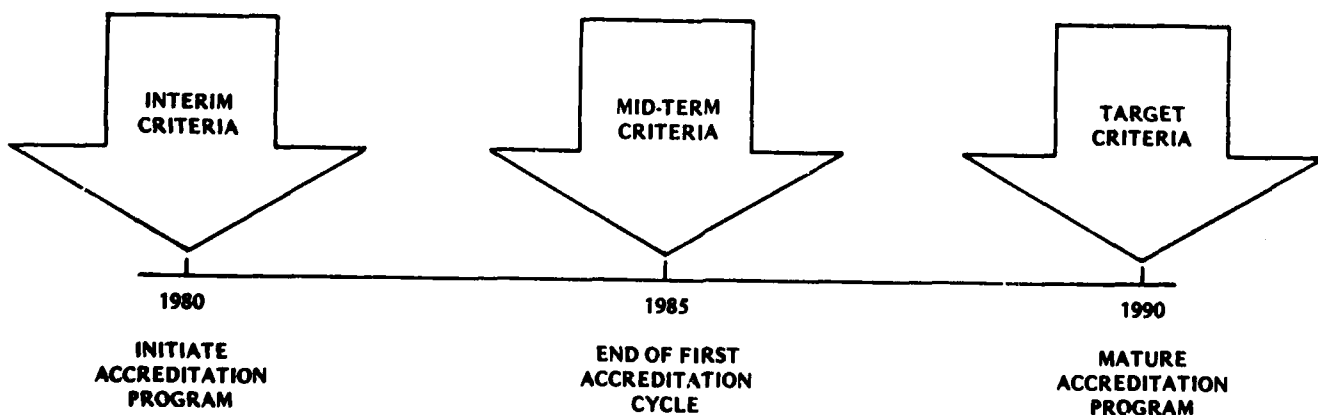 INTERIM
CRITERIA
MID-TERM
CRITERIA
TARGET
CRITERIA
1980
1985
1990
INITIATE
ACCREDITATION
PROGRAM
END OF FIRST
ACCREDITATION
CYCLE
MATURE
ACCREDITATION
PROGRAM